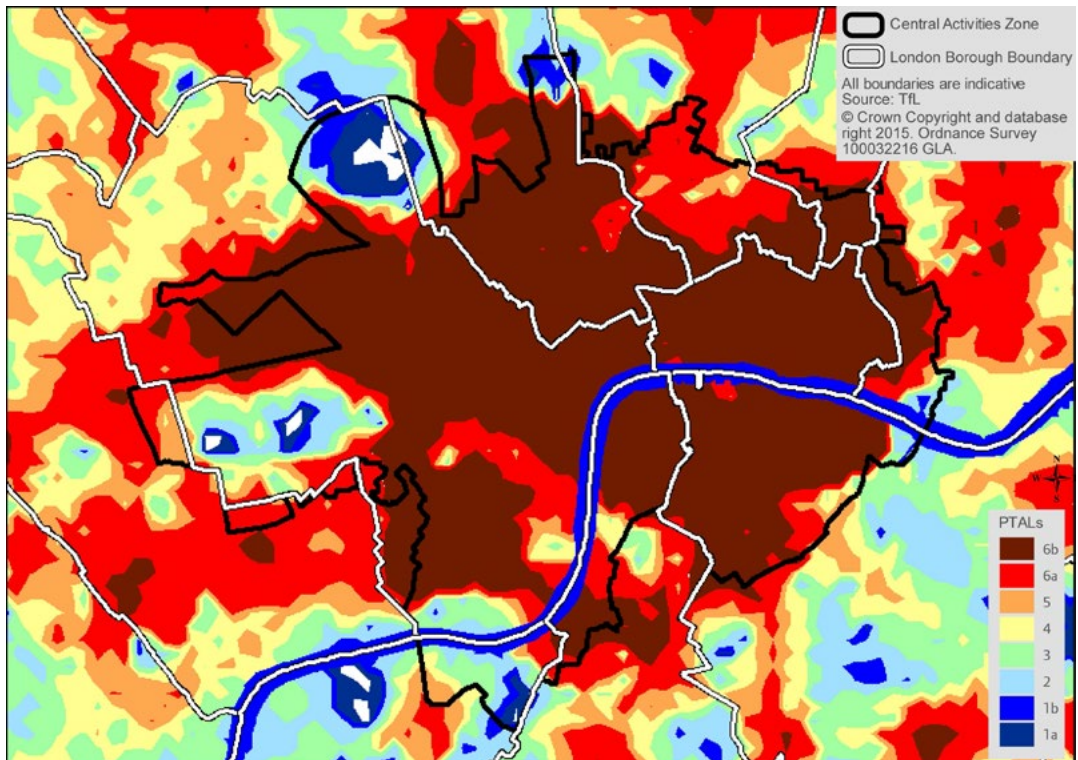 Central Activities Zone
London Borough Boundary
All boundaries are indicative
Source: TfL
© Crown Copyright and database
right 2015. Ordnance Survey
100032216 GLA.
N
W E
S
PTALs
6b
6a
5
4
3
2
1b
1a